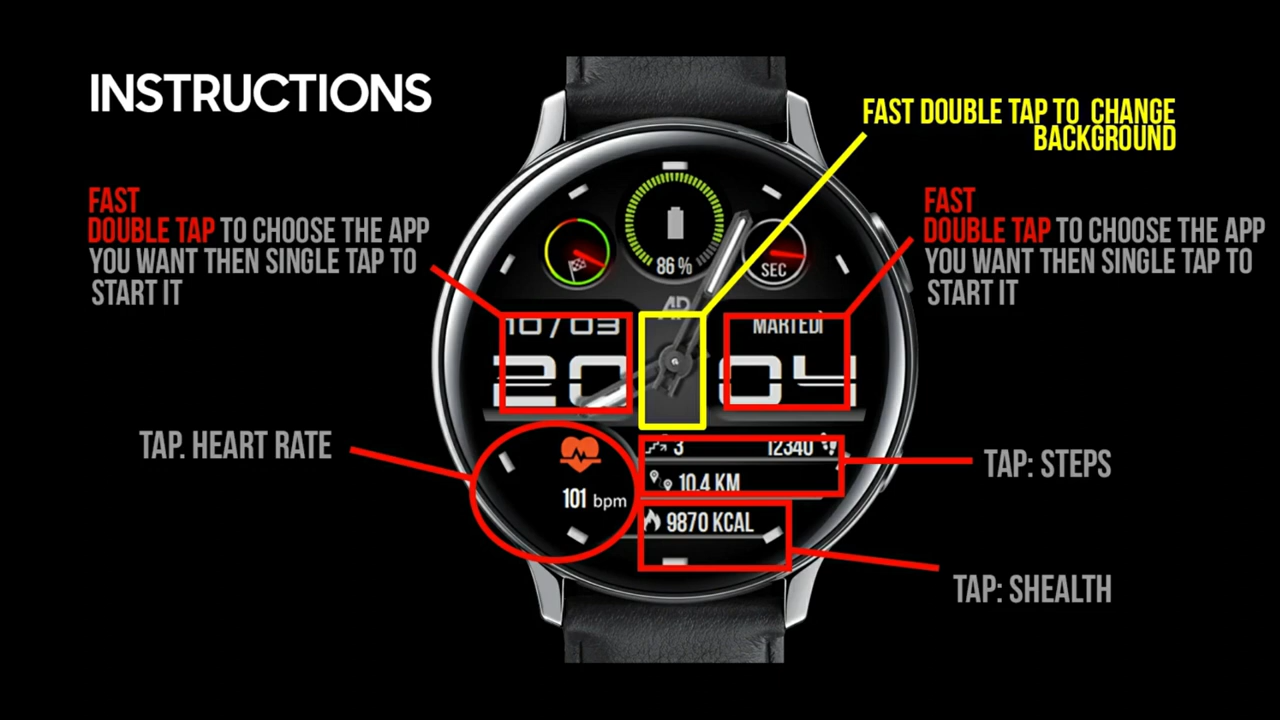 INSTRUCTIONS
FAST DOUBLE TAP TO CHANGE
BACKGROUND
FAST
DOUBLE TAP TO CHOOSE THE APP
YOU WANT THEN SINGLE TAP TO
START IT
FAST
DOUBLE TAP TO CHOOSE THE APP
YOU WANT THEN SINGLE TAP TO
START IT
86 %
SEC
AD
10/03
MARTEDÌ
20
04
TAP. HEART RATE
3
12340
10.4 KM
TAP: STEPS
101 bpm
9870 KCAL
TAP: SHEALTH